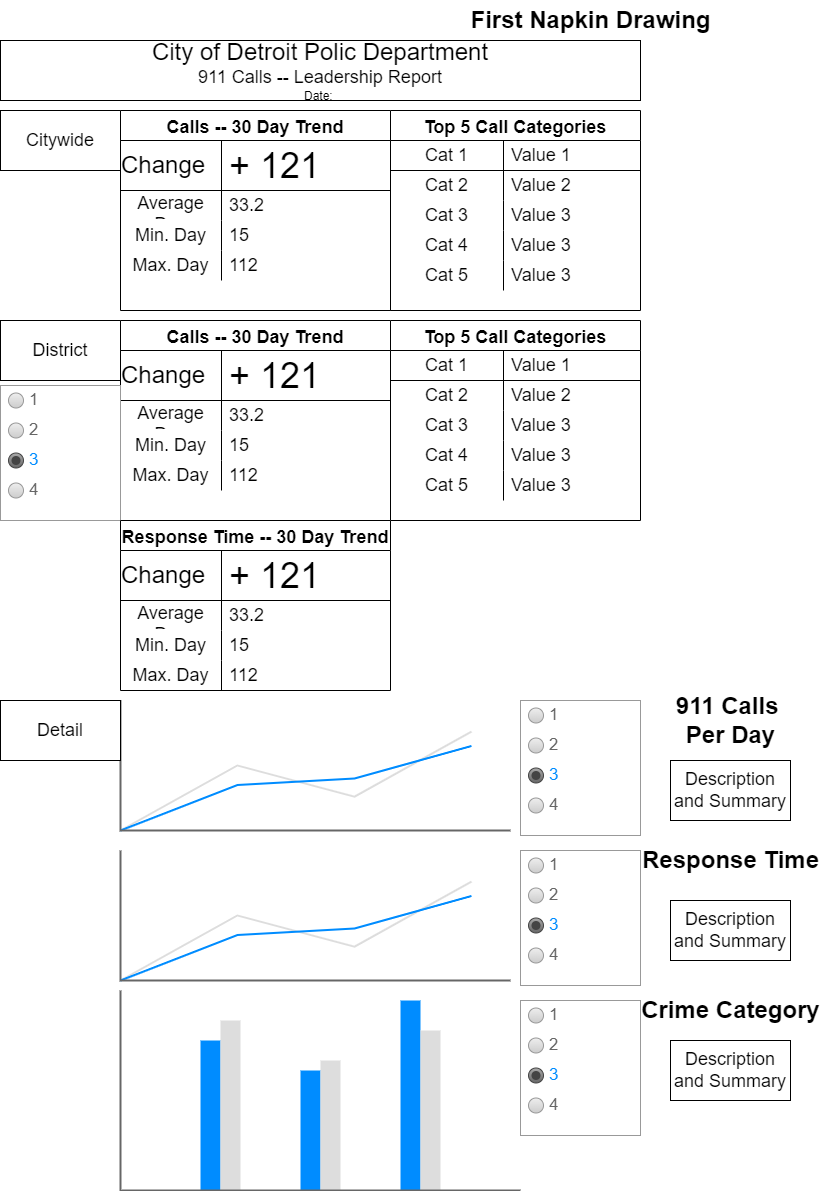 First Napkin Drawing
City of Detroit Polic Department
911 Calls -- Leadership Report
Date:
Citywide
Calls -- 30 Day Trend
Change + 121
Average
33.2
Min. Day 15
Max. Day 112
Top 5 Call Categories
Cat 1 Value 1
Cat 2 Value 2
Cat 3 Value 3
Cat 4 Value 3
Cat 5 Value 3
District
1
2
3
4
Calls -- 30 Day Trend
Change + 121
Average
33.2
Min. Day 15
Max. Day 112
Top 5 Call Categories
Cat 1 Value 1
Cat 2 Value 2
Cat 3 Value 3
Cat 4 Value 3
Cat 5 Value 3
Response Time -- 30 Day Trend
Change + 121
Average
33.2
Min. Day 15
Max. Day 112
Detail
1
2
3
4
911 Calls
Per Day
Description
and Summary
1
2
3
4
Response Time
Description
and Summary
1
2
3
4
Crime Category
Description
and Summary